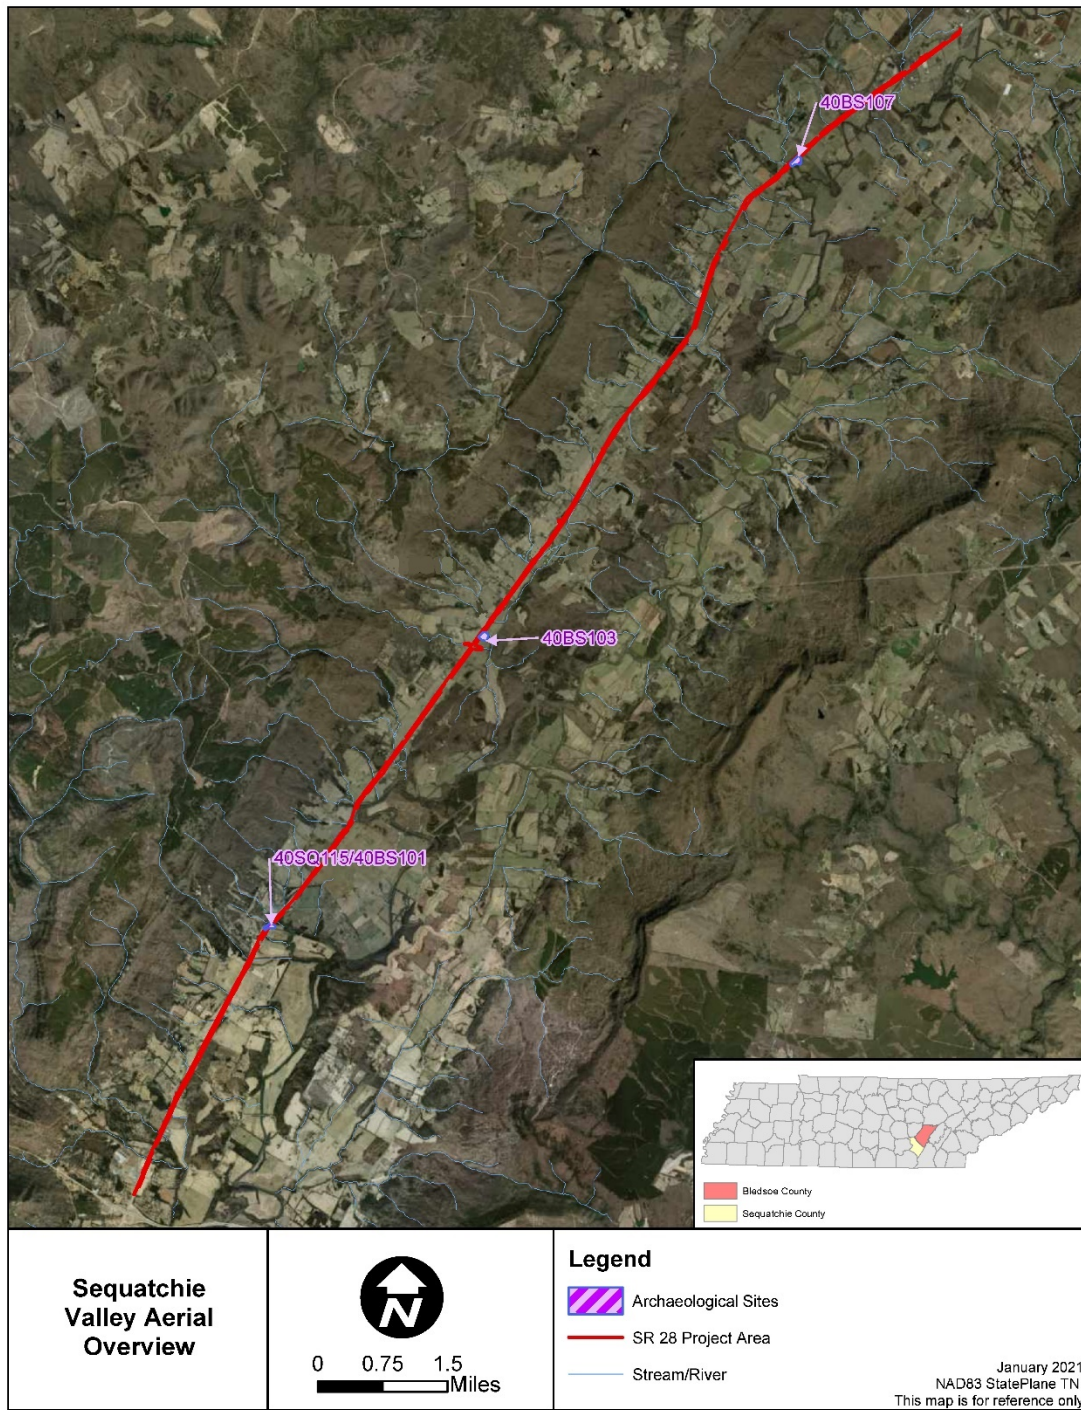 40BS107
40BS103
40SQ115/40BS101
Bledsoe County
Sequatchie County
Sequatchie
Valley Aerial
Overview
N
0 0.75 1.5
Miles
Legend
Archaeological Sites
SR 28 Project Area
Stream/River
January 2021
NAD83 StatePlane TN
This map is for reference only